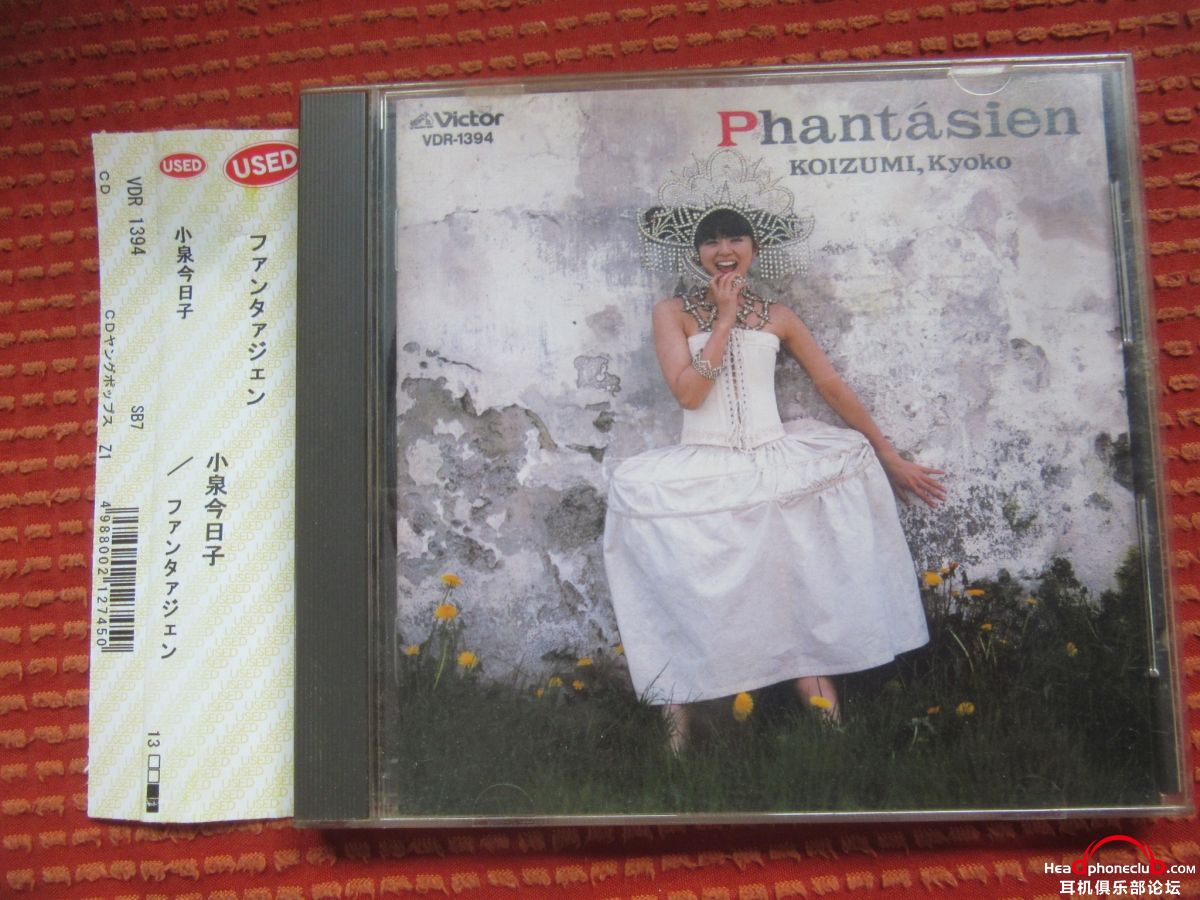 USED
USED
ファンタァジェン
小泉今日子
VDR 1394
CD
小泉今日子
／ ファンタァジェン
SB7
CDヤングポップス Z1
4988002127450
13
Victor
VDR-1394
Phantásien
KOIZUMI, Kyoko
Headphoneclub.com
耳机俱乐部论坛